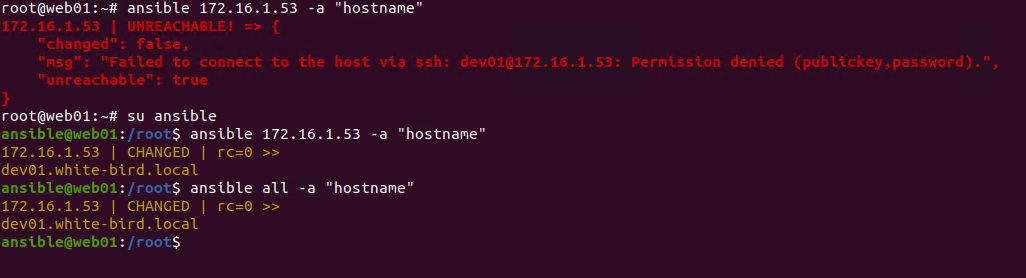 root@web01:~# ansible 172.16.1.53 -a "hostname"
172.16.1.53 | UNREACHABLE! => {
    "changed": false,
    "msg": "Failed to connect to the host via ssh: dev01@172.16.1.53: Permission denied (publickey,password).",
    "unreachable": true
}
root@web01:~# su ansible
ansible@web01:/root$ ansible 172.16.1.53 -a "hostname"
172.16.1.53 | CHANGED | rc=0 >>
dev01.white-bird.local
ansible@web01:/root$ ansible all -a "hostname"
172.16.1.53 | CHANGED | rc=0 >>
dev01.white-bird.local
ansible@web01:/root$